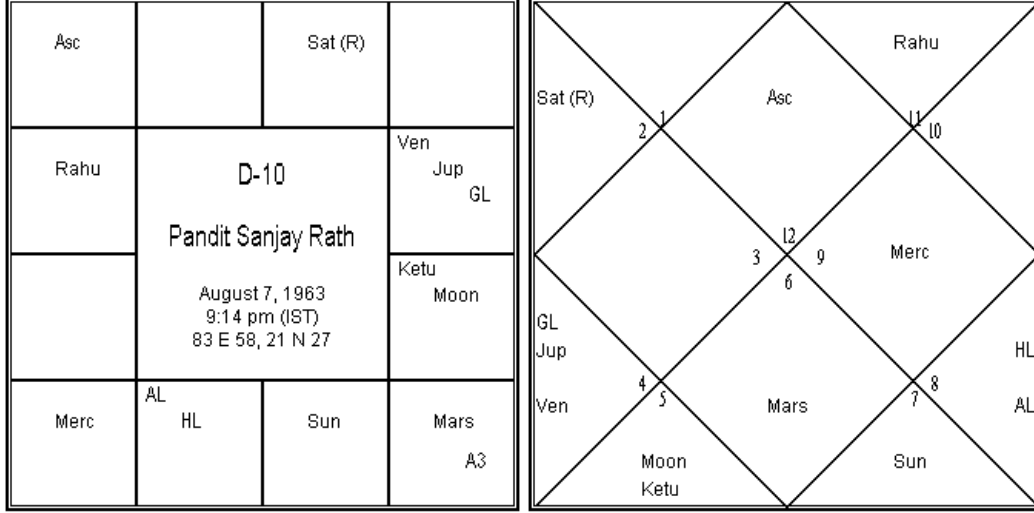 Asc
Sat (R)
Rahu
D-10
Pandit Sanjay Rath
August 7, 1963
9:14 pm (IST)
83 E 58, 21 N 27
Ven
Jup
GL
Ketu
Moon
Merc
AL
HL
Sun
Mars
A3
Rahu
Sat (R)
Asc
1
2
11
10
12
3
9
6
Merc
GL
Jup
Ven
HL
AL
4
5
8
7
Mars
Moon
Ketu
Sun